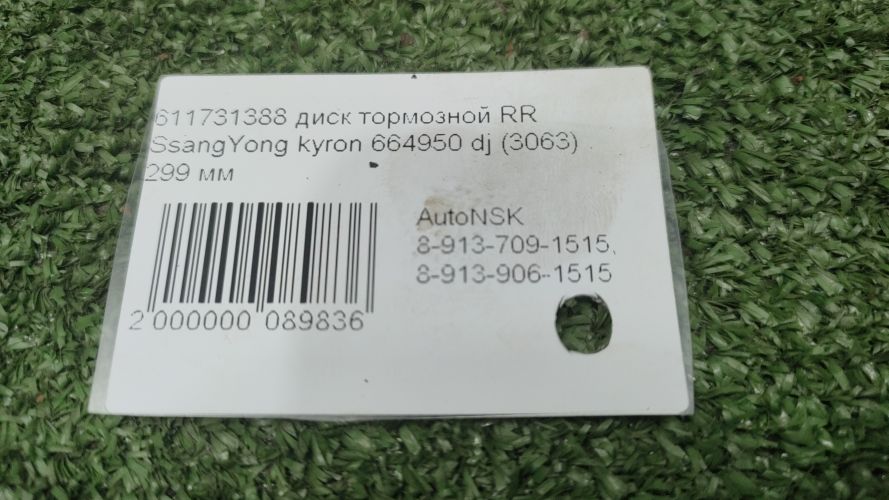 611731388 диск тормозной RR
SsangYong kyron 664950 dj (3063)
299 мм
AutoNSK
8-913-709-1515,
8-913-906-1515
2 000000 089836